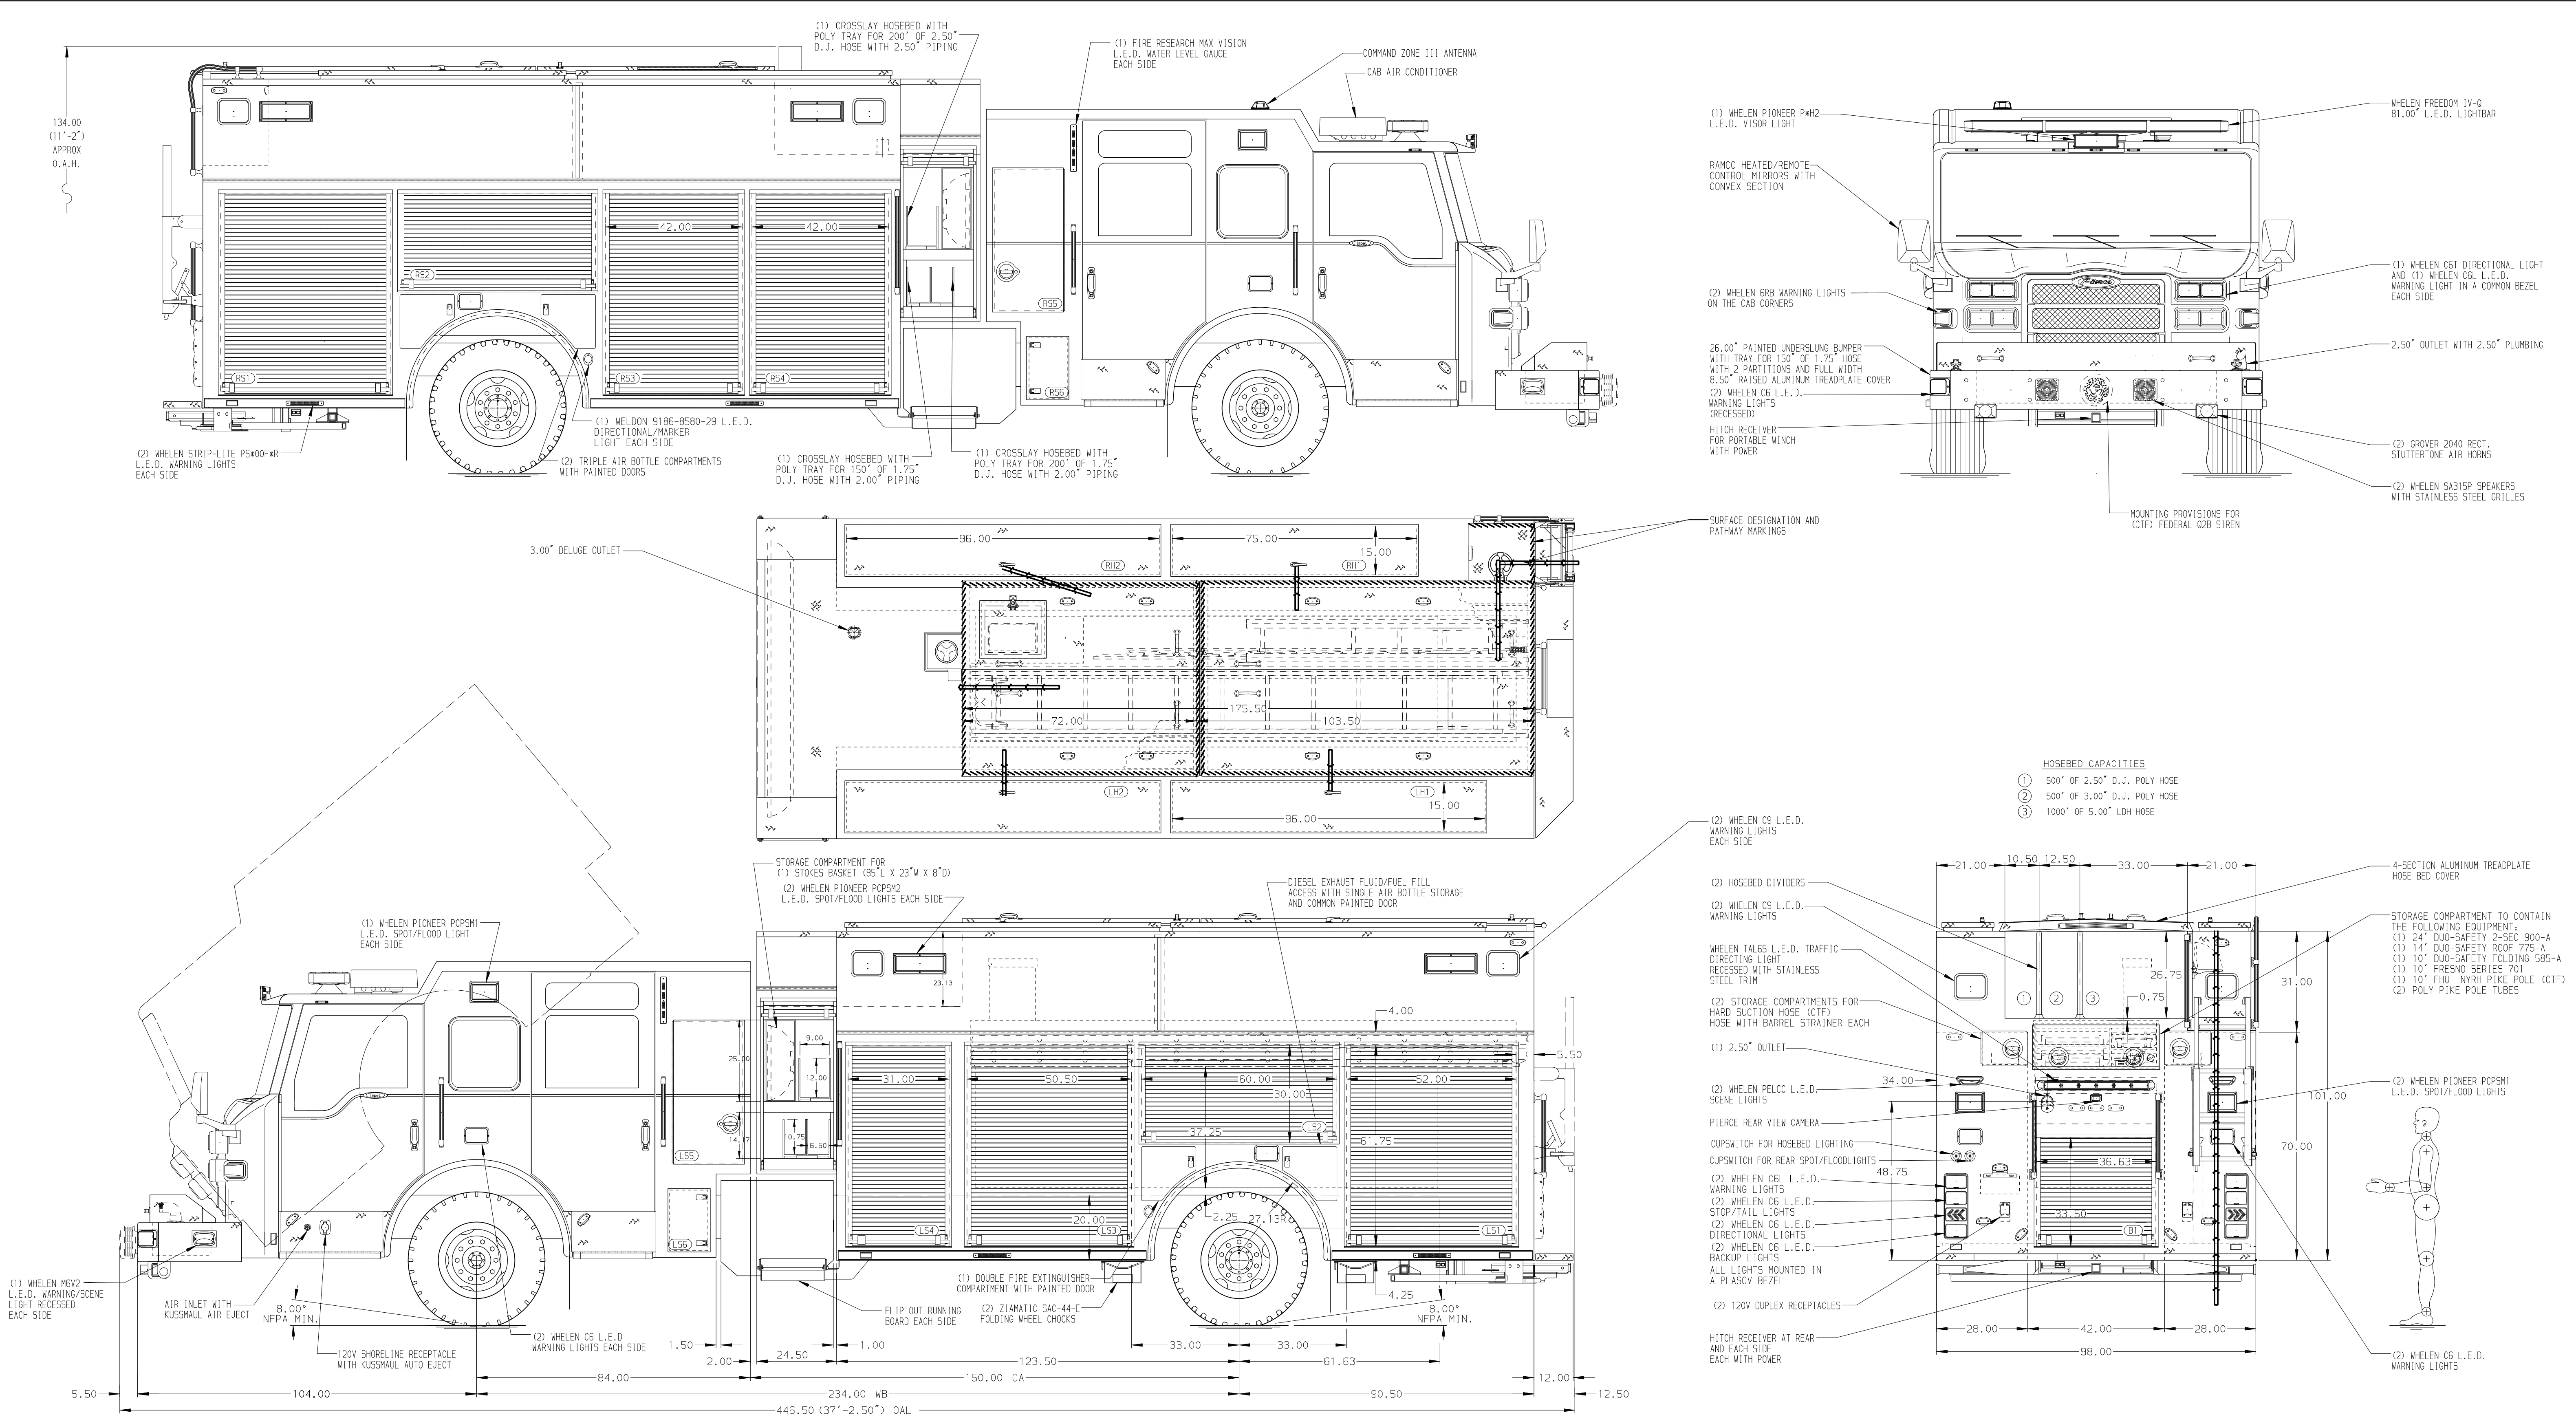 (1) CROSSLAY HOSEBED WITH
POLY TRAY FOR 200' OF 2.50"
D.J. HOSE WITH 2.50" PIPING
(1) FIRE RESEARCH MAX VISION
L.E.D. WATER LEVEL GAUGE
EACH SIDE
COMMAND ZONE III ANTENNA
CAB AIR CONDITIONER
134.00
(11'-2")
APPROX
O.A.H.
42.00
42.00
RS1
RS2
RS3
RS4
RS5
RS6
(2) WHELEN STRIP-LITE PS*00F*R
L.E.D. WARNING LIGHTS
EACH SIDE
(1) WELDON 9186-8580-29 L.E.D.
DIRECTIONAL/MARKER
LIGHT EACH SIDE
(2) TRIPLE AIR BOTTLE COMPARTMENTS
WITH PAINTED DOORS
(1) CROSSLAY HOSEBED WITH
POLY TRAY FOR 150' OF 1.75"
D.J. HOSE WITH 2.00" PIPING
(1) CROSSLAY HOSEBED WITH
POLY TRAY FOR 200' OF 1.75"
D.J. HOSE WITH 2.00" PIPING
(1) WHELEN PIONEER P*H2
L.E.D. VISOR LIGHT
RAMCO HEATED/REMOTE
CONTROL MIRRORS WITH
CONVEX SECTION
(2) WHELEN 6RB WARNING LIGHTS
ON THE CAB CORNERS
26.00" PAINTED UNDERSLUNG BUMPER
WITH TRAY FOR 150" OF 1.75" HOSE
WITH 2 PARTITIONS AND FULL WIDTH
8.50" RAISED ALUMINUM TREADPLATE COVER
(2) WHELEN C6 L.E.D.
WARNING LIGHTS
(RECESSED)
HITCH RECEIVER
FOR PORTABLE WINCH
WITH POWER
Pierce
WHELEN FREEDOM IV-Q
81.00" L.E.D. LIGHTBAR
(1) WHELEN C6T DIRECTIONAL LIGHT
AND (1) WHELEN C6L L.E.D.
WARNING LIGHT IN A COMMON BEZEL
EACH SIDE
2.50" OUTLET WITH 2.50" PLUMBING
(2) GROVER 2040 RECT.
STUTTERTONE AIR HORNS
(2) WHELEN SA315P SPEAKERS
WITH STAINLESS STEEL GRILLES
MOUNTING PROVISIONS FOR
(CTF) FEDERAL Q2B SIREN
SURFACE DESIGNATION AND
PATHWAY MARKINGS
3.00" DELUGE OUTLET
96.00
75.00
15.00
RH2
RH1
175.50
72.00
103.50
LH2
LH1
15.00
96.00
HOSEBED CAPACITIES
1 500' OF 2.50" D.J. POLY HOSE
2 500' OF 3.00" D.J. POLY HOSE
3 1000' OF 5.00" LDH HOSE
(2) WHELEN C9 L.E.D.
WARNING LIGHTS
EACH SIDE
STORAGE COMPARTMENT FOR
(1) STOKES BASKET (85"L X 23"W X 8"D)
(2) WHELEN PIONEER PCPSM2
L.E.D. SPOT/FLOOD LIGHTS EACH SIDE
DIESEL EXHAUST FLUID/FUEL FILL
ACCESS WITH SINGLE AIR BOTTLE STORAGE
AND COMMON PAINTED DOOR
(1) WHELEN PIONEER PCPSM1
L.E.D. SPOT/FLOOD LIGHT
EACH SIDE
23.13
4.00
9.00
25.00
12.00
31.00
50.50
60.00
52.00
5.50
30.00
37.25
61.75
10.75
6.50
14.17
2.25
27.13R
20.00
LS5
LS6
LS4
LS3
LS2
LS1
(1) WHELEN M6V2
L.E.D. WARNING/SCENE
LIGHT RECESSED
EACH SIDE
AIR INLET WITH
KUSSMAUL AIR-EJECT
8.00°
NFPA MIN.
120V SHORELINE RECEPTACLE
WITH KUSSMAUL AUTO-EJECT
(2) WHELEN C6 L.E.D
WARNING LIGHTS EACH SIDE
FLIP OUT RUNNING
BOARD EACH SIDE
(1) DOUBLE FIRE EXTINGUISHER
COMPARTMENT WITH PAINTED DOOR
(2) ZIAMATIC SAC-44-E
FOLDING WHEEL CHOCKS
4.25
8.00°
NFPA MIN.
1.50
1.00
33.00
33.00
2.00
24.50
123.50
61.63
84.00
150.00 CA
12.00
5.50
104.00
234.00 WB
90.50
12.50
446.50 (37'-2.50") OAL
(2) HOSEBED DIVIDERS
(2) WHELEN C9 L.E.D.
WARNING LIGHTS
WHELEN TAL65 L.E.D. TRAFFIC
DIRECTING LIGHT
RECESSED WITH STAINLESS
STEEL TRIM
(2) STORAGE COMPARTMENTS FOR
HARD SUCTION HOSE (CTF)
HOSE WITH BARREL STRAINER EACH
(1) 2.50" OUTLET
(2) WHELEN PELCC L.E.D.
SCENE LIGHTS
PIERCE REAR VIEW CAMERA
CUPSWITCH FOR HOSEBED LIGHTING
CUPSWITCH FOR REAR SPOT/FLOODLIGHTS
(2) WHELEN C6L L.E.D.
WARNING LIGHTS
(2) WHELEN C6 L.E.D.
STOP/TAIL LIGHTS
(2) WHELEN C6 L.E.D.
DIRECTIONAL LIGHTS
(2) WHELEN C6 L.E.D.
BACKUP LIGHTS
ALL LIGHTS MOUNTED IN
A PLASCV BEZEL
(2) 120V DUPLEX RECEPTACLES
HITCH RECEIVER AT REAR
AND EACH SIDE
EACH WITH POWER
21.00
10.50
12.50
33.00
21.00
26.75
0.75
1
2
3
34.00
48.75
36.63
33.50
B1
31.00
101.00
70.00
28.00
42.00
28.00
98.00
4-SECTION ALUMINUM TREADPLATE
HOSE BED COVER
STORAGE COMPARTMENT TO CONTAIN
THE FOLLOWING EQUIPMENT:
(1) 24' DUO-SAFETY 2-SEC 900-A
(1) 14' DUO-SAFETY ROOF 775-A
(1) 10' DUO-SAFETY FOLDING 585-A
(1) 10' FRESNO SERIES 701
(1) 10' FHU NYRH PIKE POLE (CTF)
(2) POLY PIKE POLE TUBES
(2) WHELEN PIONEER PCPSM1
L.E.D. SPOT/FLOOD LIGHTS
(2) WHELEN C6 L.E.D.
WARNING LIGHTS